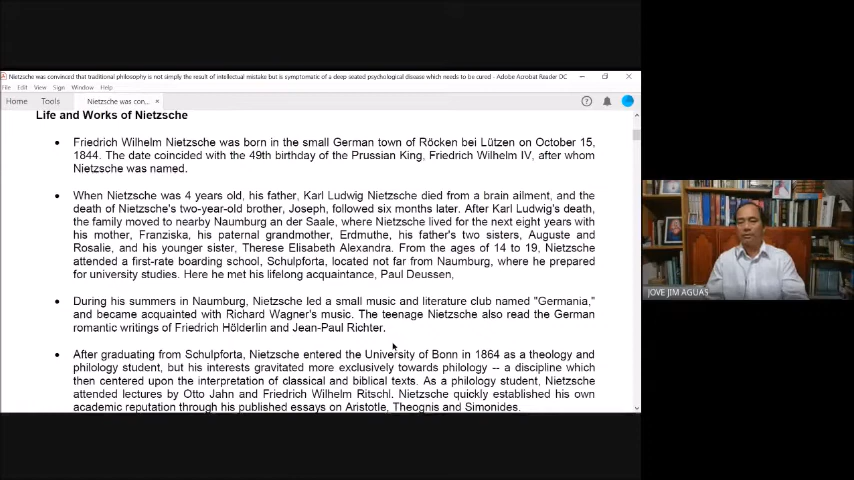 Nietzsche was convinced that traditional philosophy is not simply the result of intellectual mistake but is symptomatic of a deep seated psychological disease which needs to be cured - Adobe Acrobat Reader DC
File Edit View Sign Window Help
Home Tools Nietzsche was con... ×
Life and Works of Nietzsche
• Friedrich Wilhelm Nietzsche was born in the small German town of Röcken bei Lützen on October 15,
1844. The date coincided with the 49th birthday of the Prussian King, Friedrich Wilhelm IV, after whom
Nietzsche was named.
• When Nietzsche was 4 years old, his father, Karl Ludwig Nietzsche died from a brain ailment, and the
death of Nietzsche's two-year-old brother, Joseph, followed six months later. After Karl Ludwig's death,
the family moved to nearby Naumburg an der Saale, where Nietzsche lived for the next eight years with
his mother, Franziska, his paternal grandmother, Erdmuthe, his father's two sisters, Auguste and
Rosalie, and his younger sister, Therese Elisabeth Alexandra. From the ages of 14 to 19, Nietzsche
attended a first-rate boarding school, Schulpforta, located not far from Naumburg, where he prepared
for university studies. Here he met his lifelong acquaintance, Paul Deussen,
• During his summers in Naumburg, Nietzsche led a small music and literature club named "Germania,"
and became acquainted with Richard Wagner's music. The teenage Nietzsche also read the German
romantic writings of Friedrich Hölderlin and Jean-Paul Richter.
• After graduating from Schulpforta, Nietzsche entered the University of Bonn in 1864 as a theology and
philology student, but his interests gravitated more exclusively towards philology -- a discipline which
then centered upon the interpretation of classical and biblical texts. As a philology student, Nietzsche
attended lectures by Otto Jahn and Friedrich Wilhelm Ritschl. Nietzsche quickly established his own
academic reputation through his published essays on Aristotle, Theognis and Simonides.
JOVE JIM AGUAS